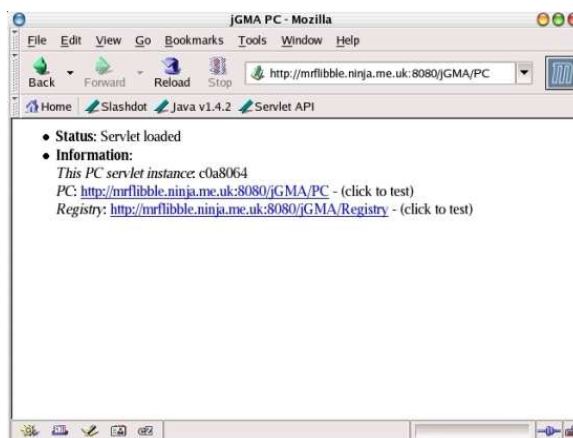 jGMA PC - Mozilla
File Edit View Go Bookmarks Tools Window Help
Back Forward Reload Stop http://mrflibble.ninja.me.uk:8080/jGMA/PC
Home Slashdot Java v1.4.2 Servlet API
• Status: Servlet loaded
• Information:
This PC servlet instance: c0a8064
PC: http://mrflibble.ninja.me.uk:8080/jGMA/PC - (click to test)
Registry: http://mrflibble.ninja.me.uk:8080/jGMA/Registry - (click to test)